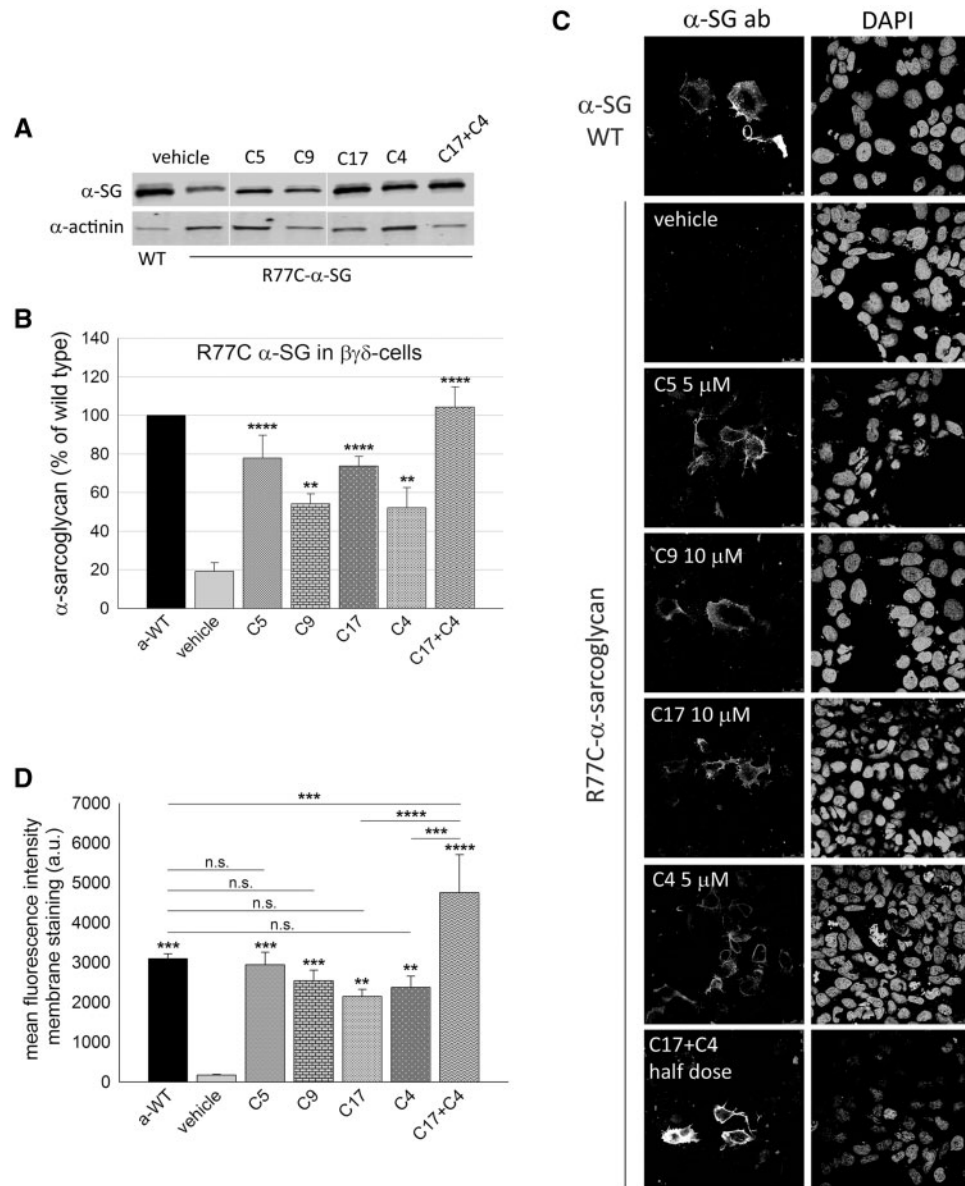 A
vehicle C5 C9 C17 C4 C17+C4
α-SG
α-actinin
WT
R77C-α-SG
B
R77C α-SG in βγδ-cells
α-sarcoglycan (% of wild type)
140
120
100
80
60
40
20
0
**** ** **** ** ****
a-WT vehicle C5 C9 C17 C4 C17+C4
D
mean fluorescence intensity
membrane staining (a.u.)
7000
6000
5000
4000
3000
2000
1000
0
***
****
***
****
n.s.
n.s.
n.s.
n.s.
*** *** *** ** **
a-WT vehicle C5 C9 C17 C4 C17+C4
C
α-SG ab DAPI
α-SG
WT
R77C-α-sarcoglycan
vehicle
C5 5 μM
C9 10 μM
C17 10 μM
C4 5 μM
C17+C4
half dose